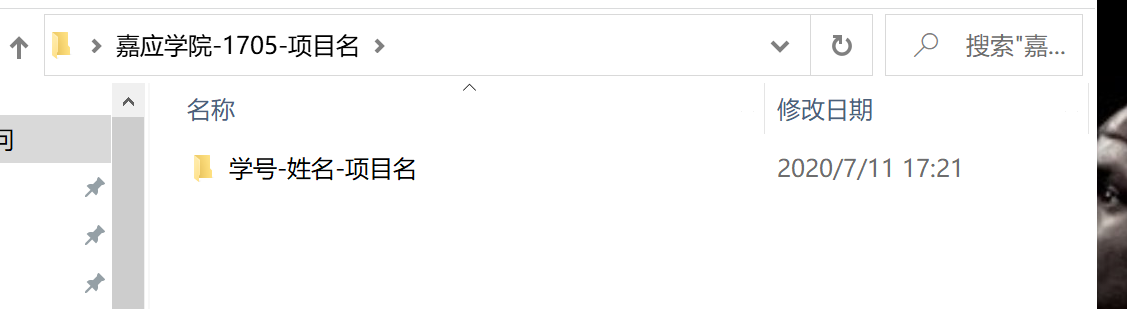 嘉应学院-1705-项目名
搜索"嘉...
名称
修改日期
学号-姓名-项目名
2020/7/11 17:21